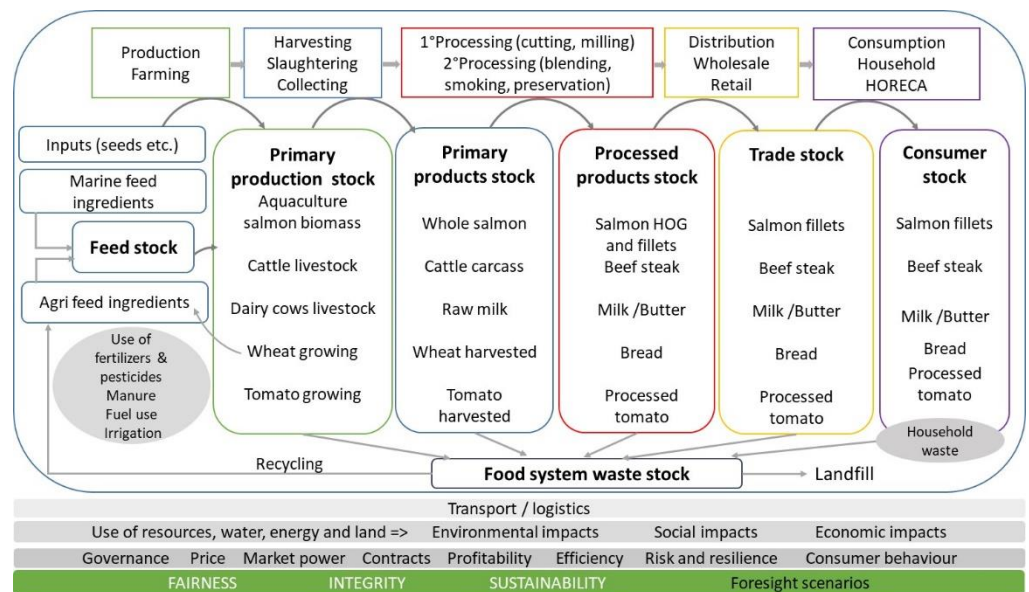 Production
Farming
Harvesting
Slaughtering
Collecting
1°Processing (cutting, milling)
2°Processing (blending,
smoking, preservation)
Distribution
Wholesale
Retail
Consumption
Household
HORECA
Inputs (seeds etc.)
Marine feed
ingredients
Feed stock
Agri feed ingredients
Use of
fertilizers &
pesticides
Manure
Fuel use
Irrigation
Primary
production stock
Aquaculture
salmon biomass
Cattle livestock
Dairy cows livestock
Wheat growing
Tomato growing
Primary
products stock
Whole salmon
Cattle carcass
Raw milk
Wheat harvested
Tomato
harvested
Processed
products stock
Salmon HOG
and fillets
Beef steak
Milk /Butter
Bread
Processed
tomato
Trade stock
Salmon fillets
Beef steak
Milk /Butter
Bread
Processed
tomato
Consumer
stock
Salmon fillets
Beef steak
Milk /Butter
Bread
Processed
tomato
Household
waste
Recycling
Food system waste stock
Landfill
Transport / logistics
Use of resources, water, energy and land => Environmental impacts Social impacts Economic impacts
Governance Price Market power Contracts Profitability Efficiency Risk and resilience Consumer behaviour
FAIRNESS INTEGRITY SUSTAINABILITY Foresight scenarios